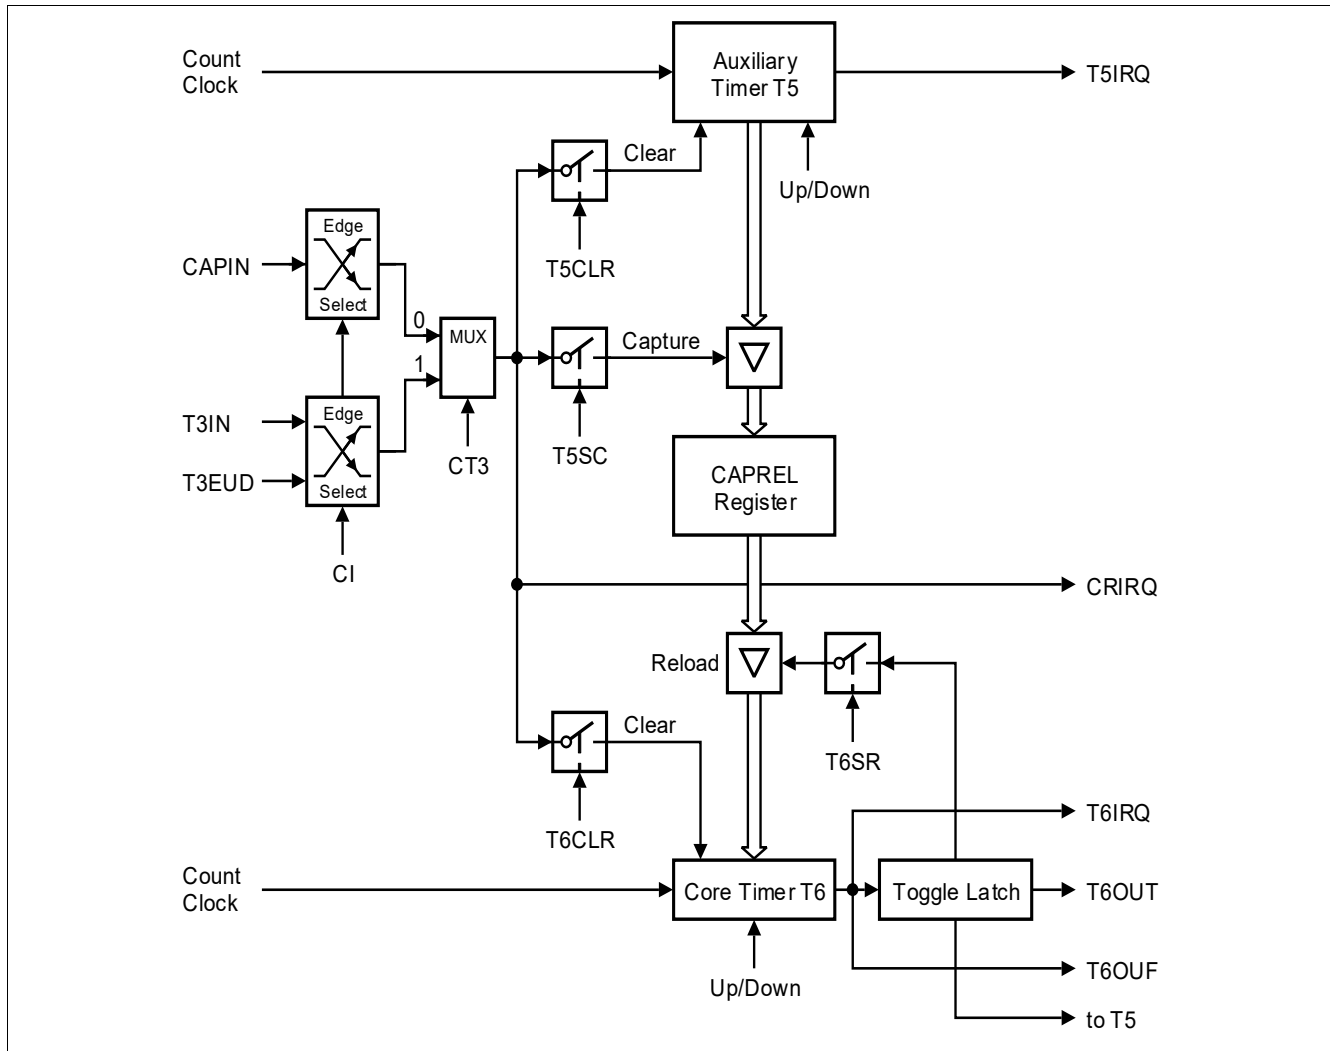 Count
Clock
Auxiliary
Timer T5
T5IRQ
Clear
Up/Down
T5CLR
Edge
Select
CAPIN
0
MUX
1
Capture
T3IN
T3EUD
Edge
Select
CT3
T5SC
CAPREL
Register
CI
CRIRQ
Reload
Clear
T6SR
T6CLR
T6IRQ
Count
Clock
Core Timer T6
Toggle Latch
T6OUT
T6OUF
Up/Down
to T5